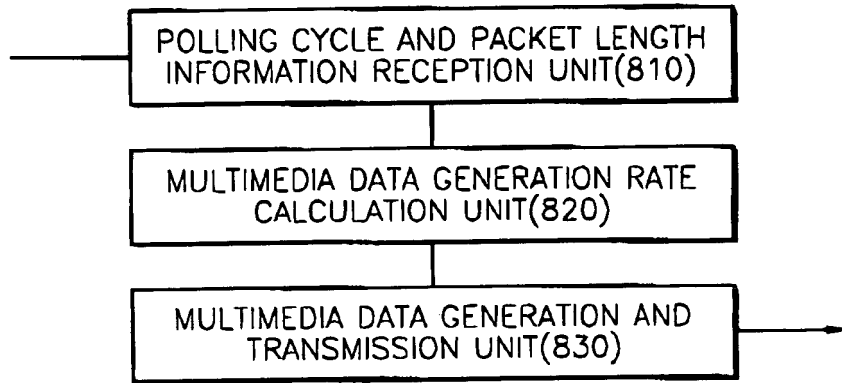 POLLING CYCLE AND PACKET LENGTH
INFORMATION RECEPTION UNIT(810)
MULTIMEDIA DATA GENERATION RATE
CALCULATION UNIT(820)
MULTIMEDIA DATA GENERATION AND
TRANSMISSION UNIT(830)